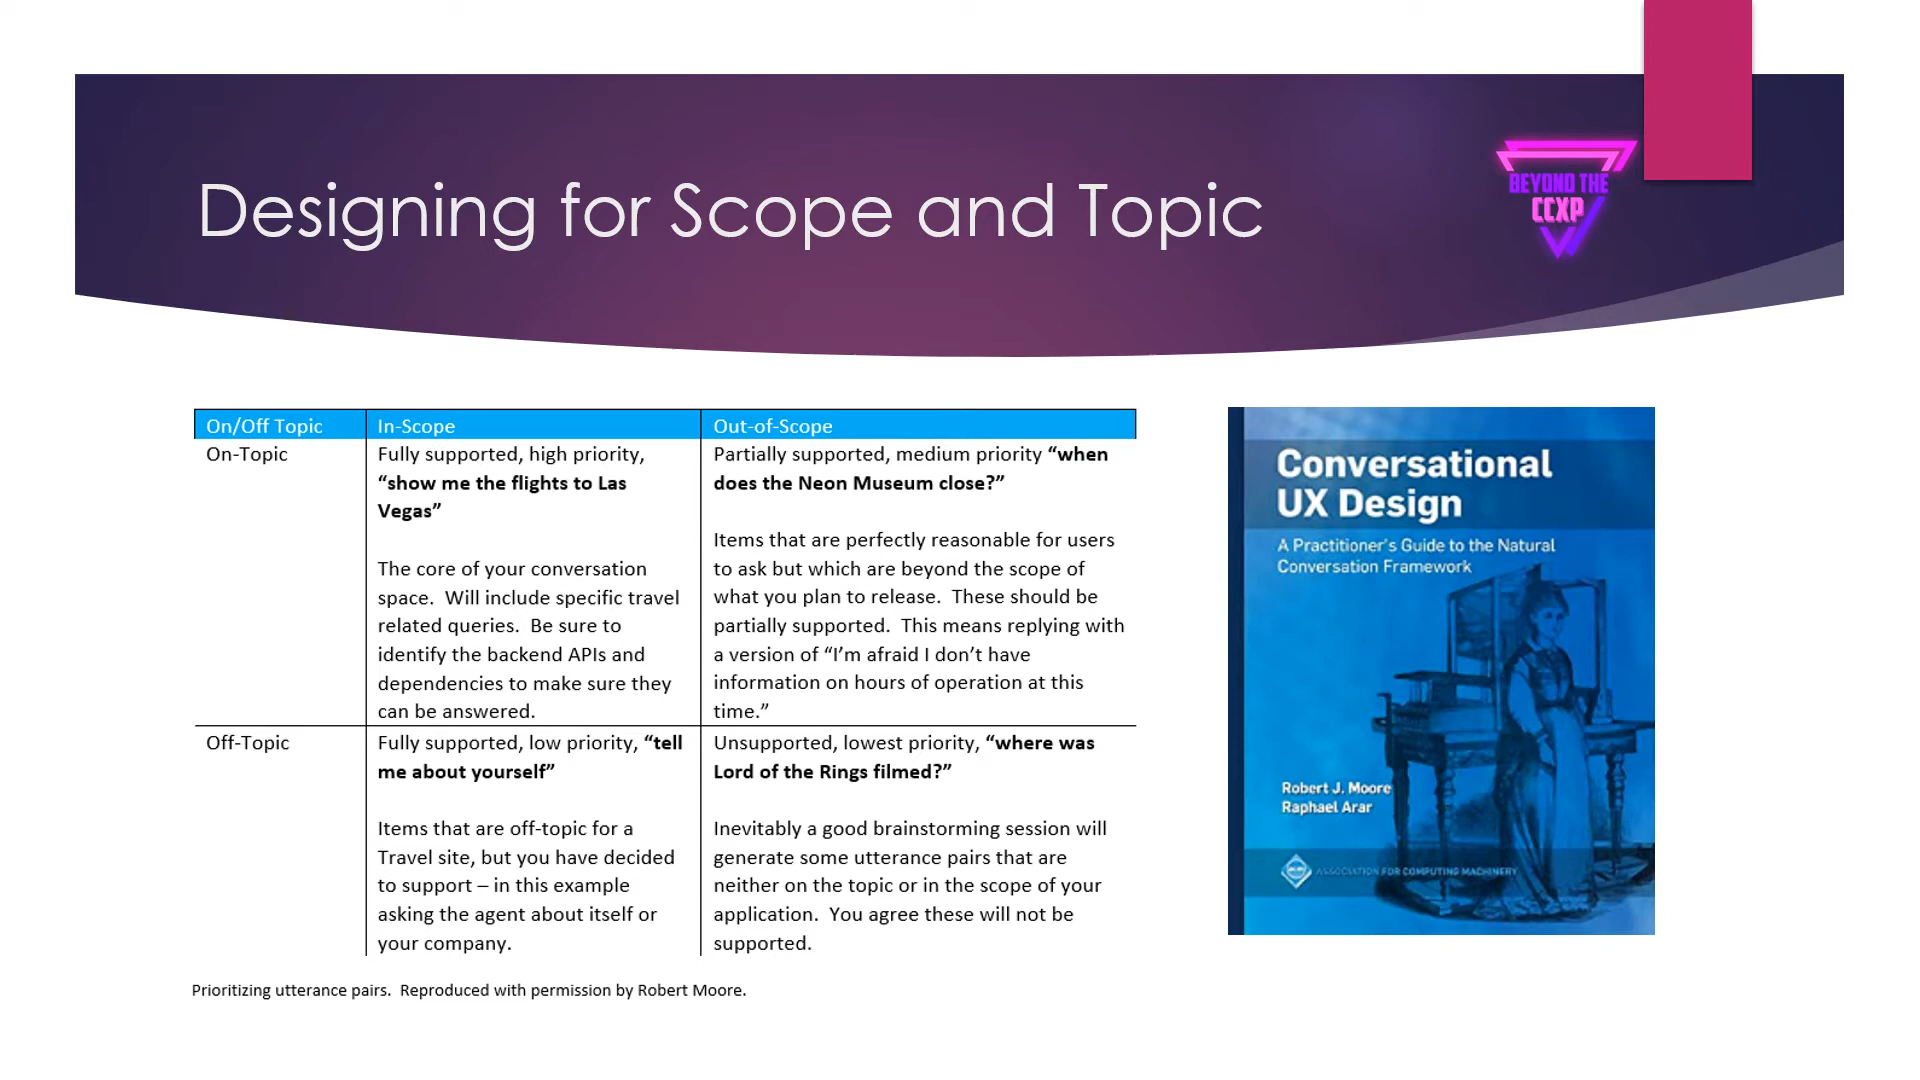 Designing for Scope and Topic
BEYOND THE
CCXP
On/Off Topic
In-Scope
Out-of-Scope
On-Topic
Fully supported, high priority,
“show me the flights to Las
Vegas”
The core of your conversation
space.  Will include specific travel
related queries.  Be sure to
identify the backend APIs and
dependencies to make sure they
can be answered.
Partially supported, medium priority “when
does the Neon Museum close?”
Items that are perfectly reasonable for users
to ask but which are beyond the scope of
what you plan to release.  These should be
partially supported.  This means replying with
a version of “I’m afraid I don’t have
information on hours of operation at this
time.”
Off-Topic
Fully supported, low priority, “tell
me about yourself”
Items that are off-topic for a
Travel site, but you have decided
to support – in this example
asking the agent about itself or
your company.
Unsupported, lowest priority, “where was
Lord of the Rings filmed?”
Inevitably a good brainstorming session will
generate some utterance pairs that are
neither on the topic or in the scope of your
application.  You agree these will not be
supported.
Prioritizing utterance pairs.  Reproduced with permission by Robert Moore.
Conversational
UX Design
A Practitioner's Guide to the Natural
Conversation Framework
Robert J. Moore
Raphael Arar
ASSOCIATION FOR COMPUTING MACHINERY